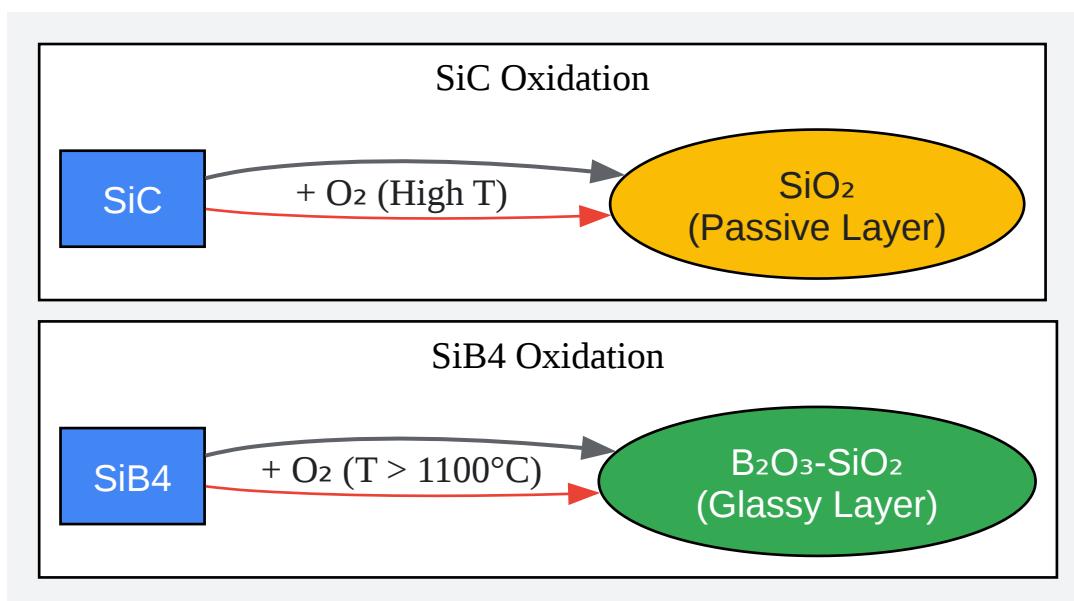 SiC Oxidation
SiC
+ O₂ (High T)
SiO₂
(Passive Layer)
SiB4 Oxidation
SiB4
+ O₂ (T > 1100°C)
B₂O₃-SiO₂
(Glassy Layer)